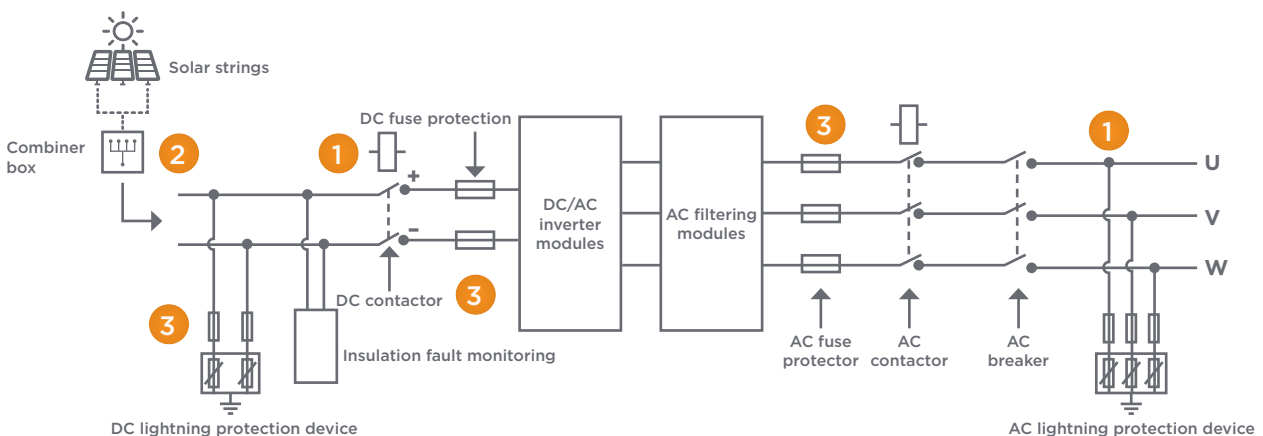 Solar strings
Combiner
box
2
1
DC fuse protection
+
-
DC contactor
3
3
Insulation fault monitoring
DC lightning protection device
DC/AC
inverter
modules
AC filtering
modules
3
AC fuse
protector
AC
contactor
AC
breaker
1
U
V
W
AC lightning protection device